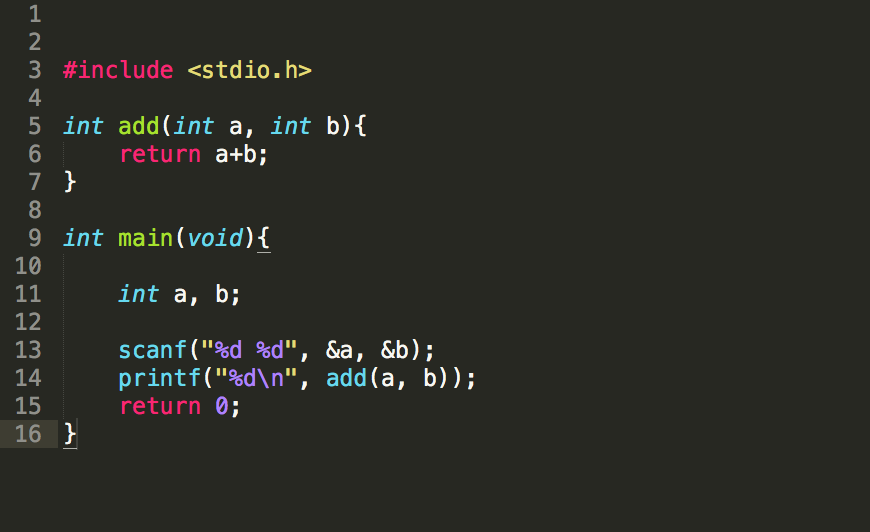 1
2
3 #include <stdio.h>
4
5 int add(int a, int b){
6     return a+b;
7 }
8
9 int main(void){
10
11     int a, b;
12
13     scanf("%d %d", &a, &b);
14     printf("%d\n", add(a, b));
15     return 0;
16 }